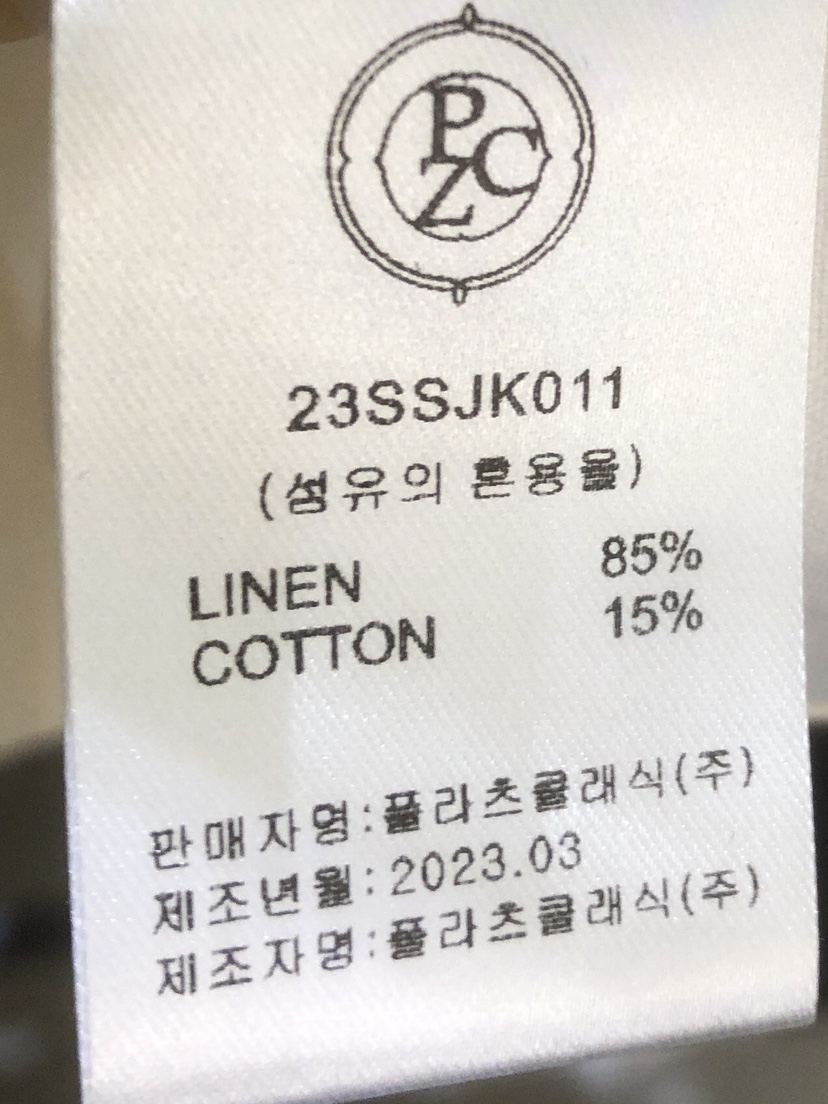 PZC
23SSJK011
(섬유의 혼용율)
LINEN 85%
COTTON 15%
판매자명:플라츠클래식(주)
제조년월:2023.03
제조자명:플라츠클래식(주)